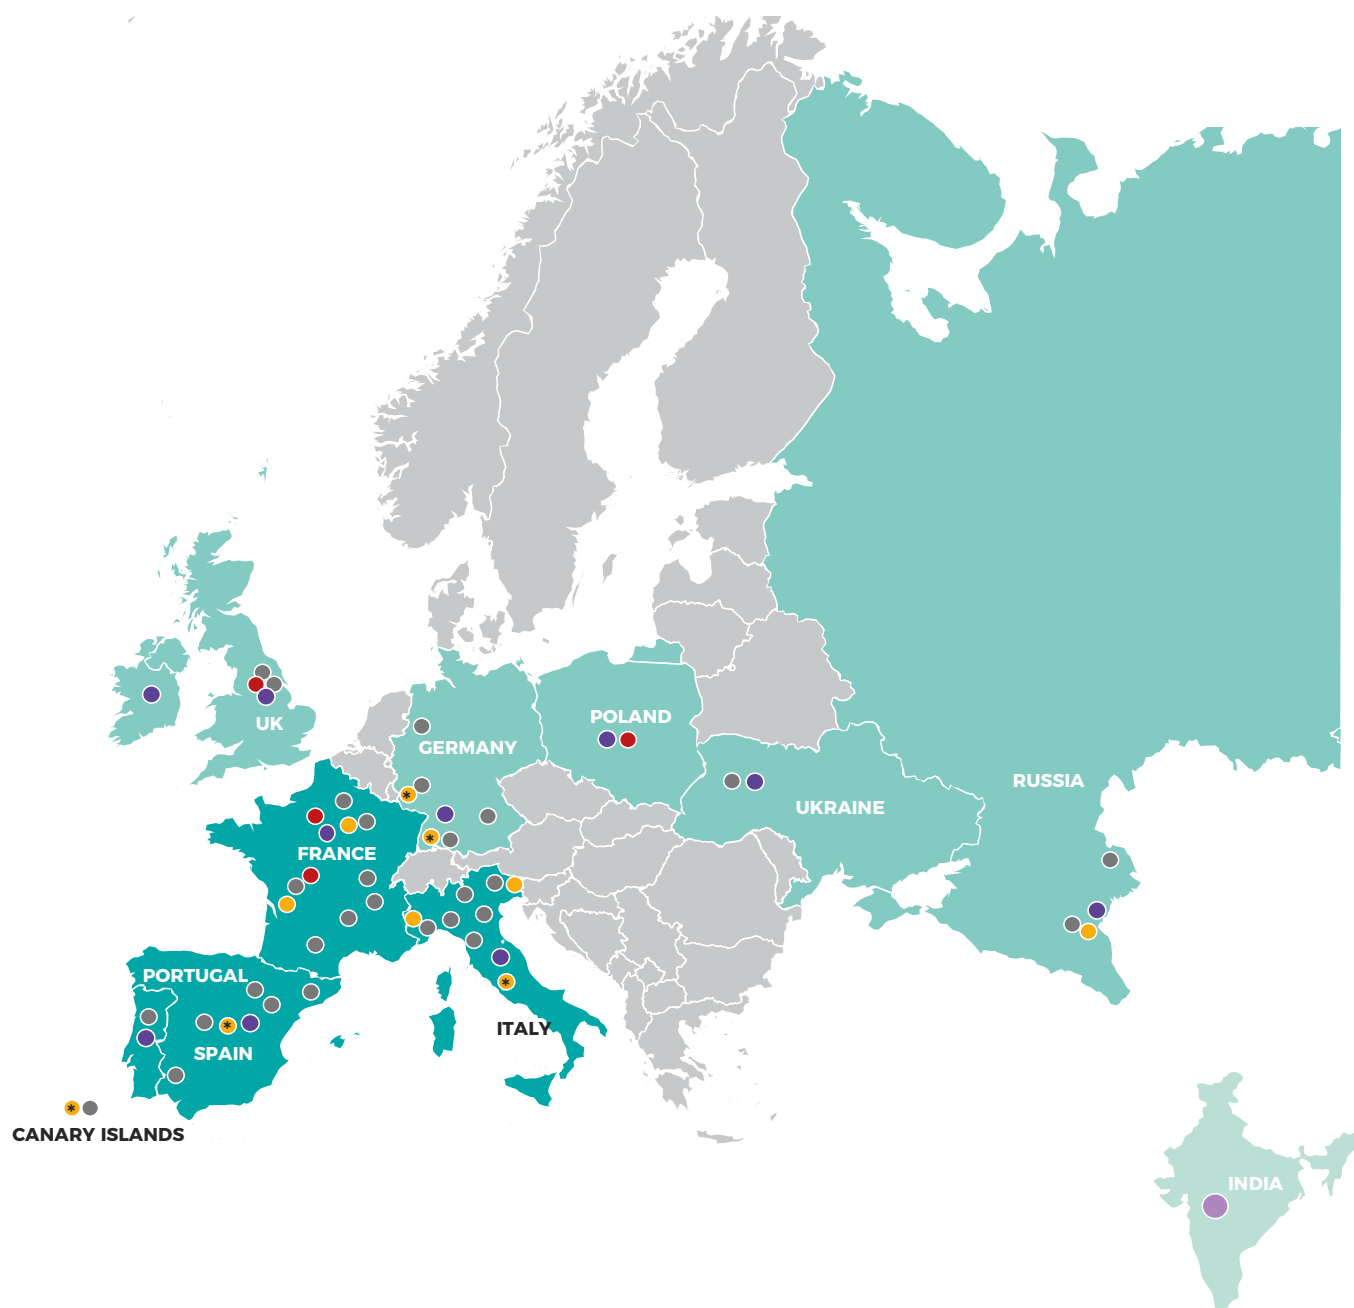 POLAND
UK
GERMANY
RUSSIA
UKRAINE
FRANCE
PORTUGAL
ITALY
SPAIN
CANARY ISLANDS
INDIA